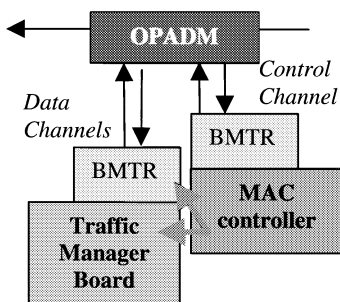 OPADM
Data
Channels
Control
Channel
BMTR
BMTR
MAC
controller
Traffic
Manager
Board